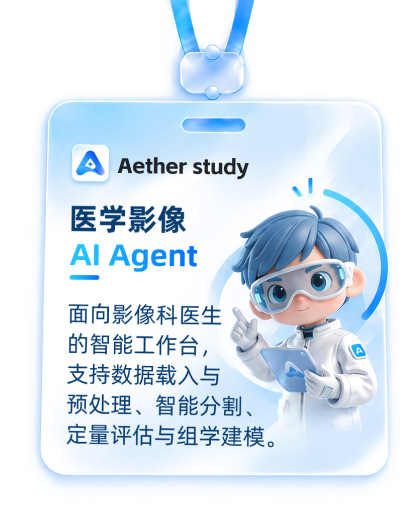 Aether study
医学影像
AI Agent
面向影像科医生
的智能工作台，
支持数据载入与
预处理、智能分割、
定量评估与组学建模。